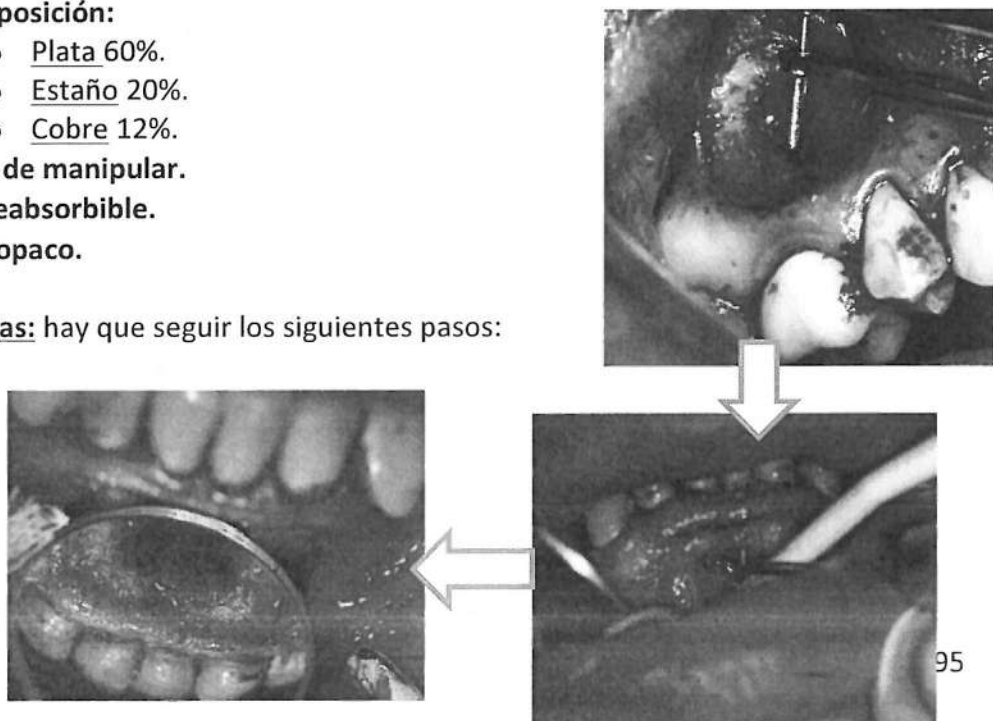 posición:
Plata 60%.
Estaño 20%.
Cobre 12%.
de manipular.
eabsorbible.
opaco.
as: hay que seguir los siguientes pasos:
95